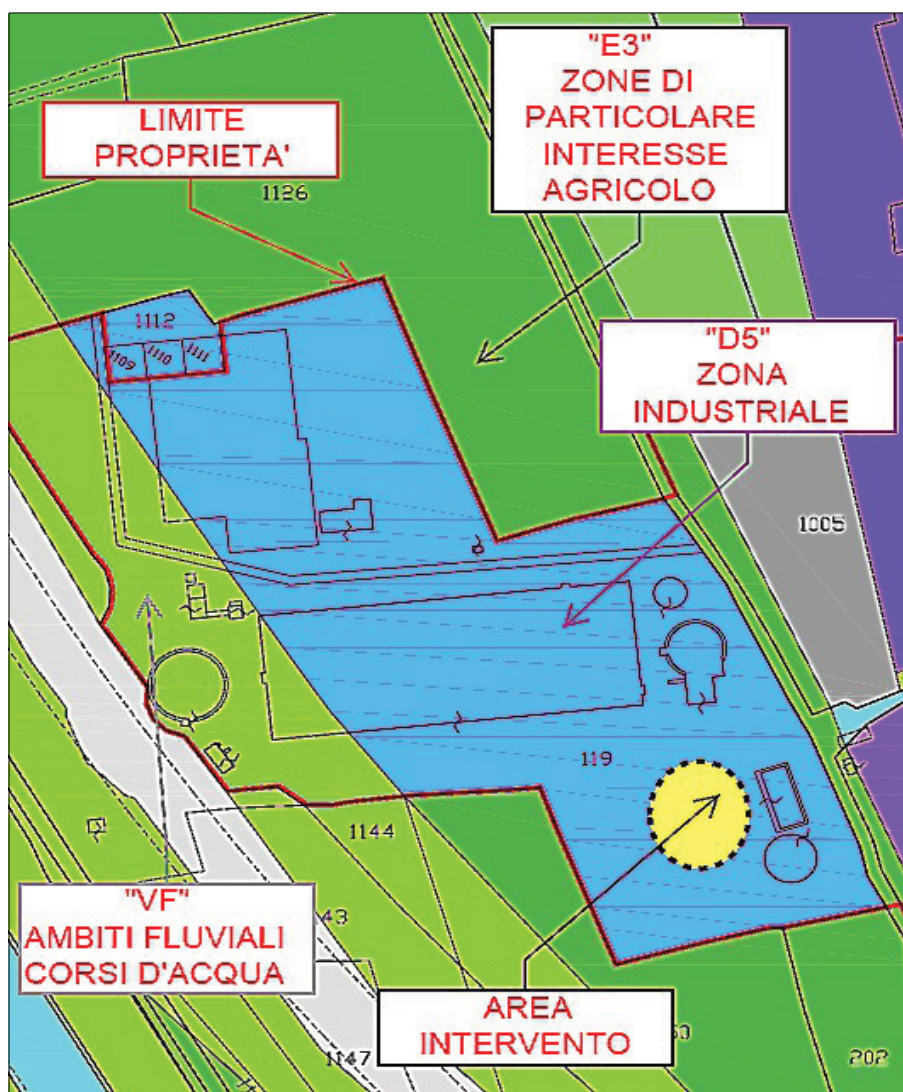 "E3"
ZONE DI
PARTICOLARE
INTERESSE
AGRICOLO
LIMITE
PROPRIETA'
1126
"D5"
ZONA
INDUSTRIALE
1112
1109
1110
1111
1005
119
1144
"VF"
AMBITI FLUVIALI
CORSI D'ACQUA
43
AREA
INTERVENTO
1147
202